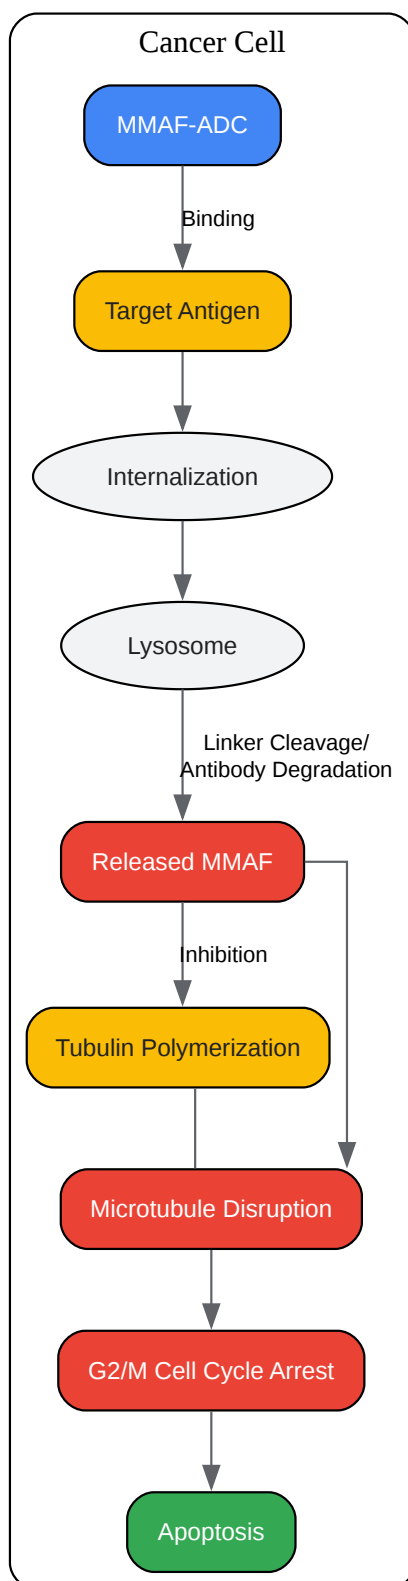 Cancer Cell
MMAF-ADC
Binding
Target Antigen
Internalization
Lysosome
Linker Cleavage/
Antibody Degradation
Released MMAF
Inhibition
Tubulin Polymerization
Microtubule Disruption
G2/M Cell Cycle Arrest
Apoptosis